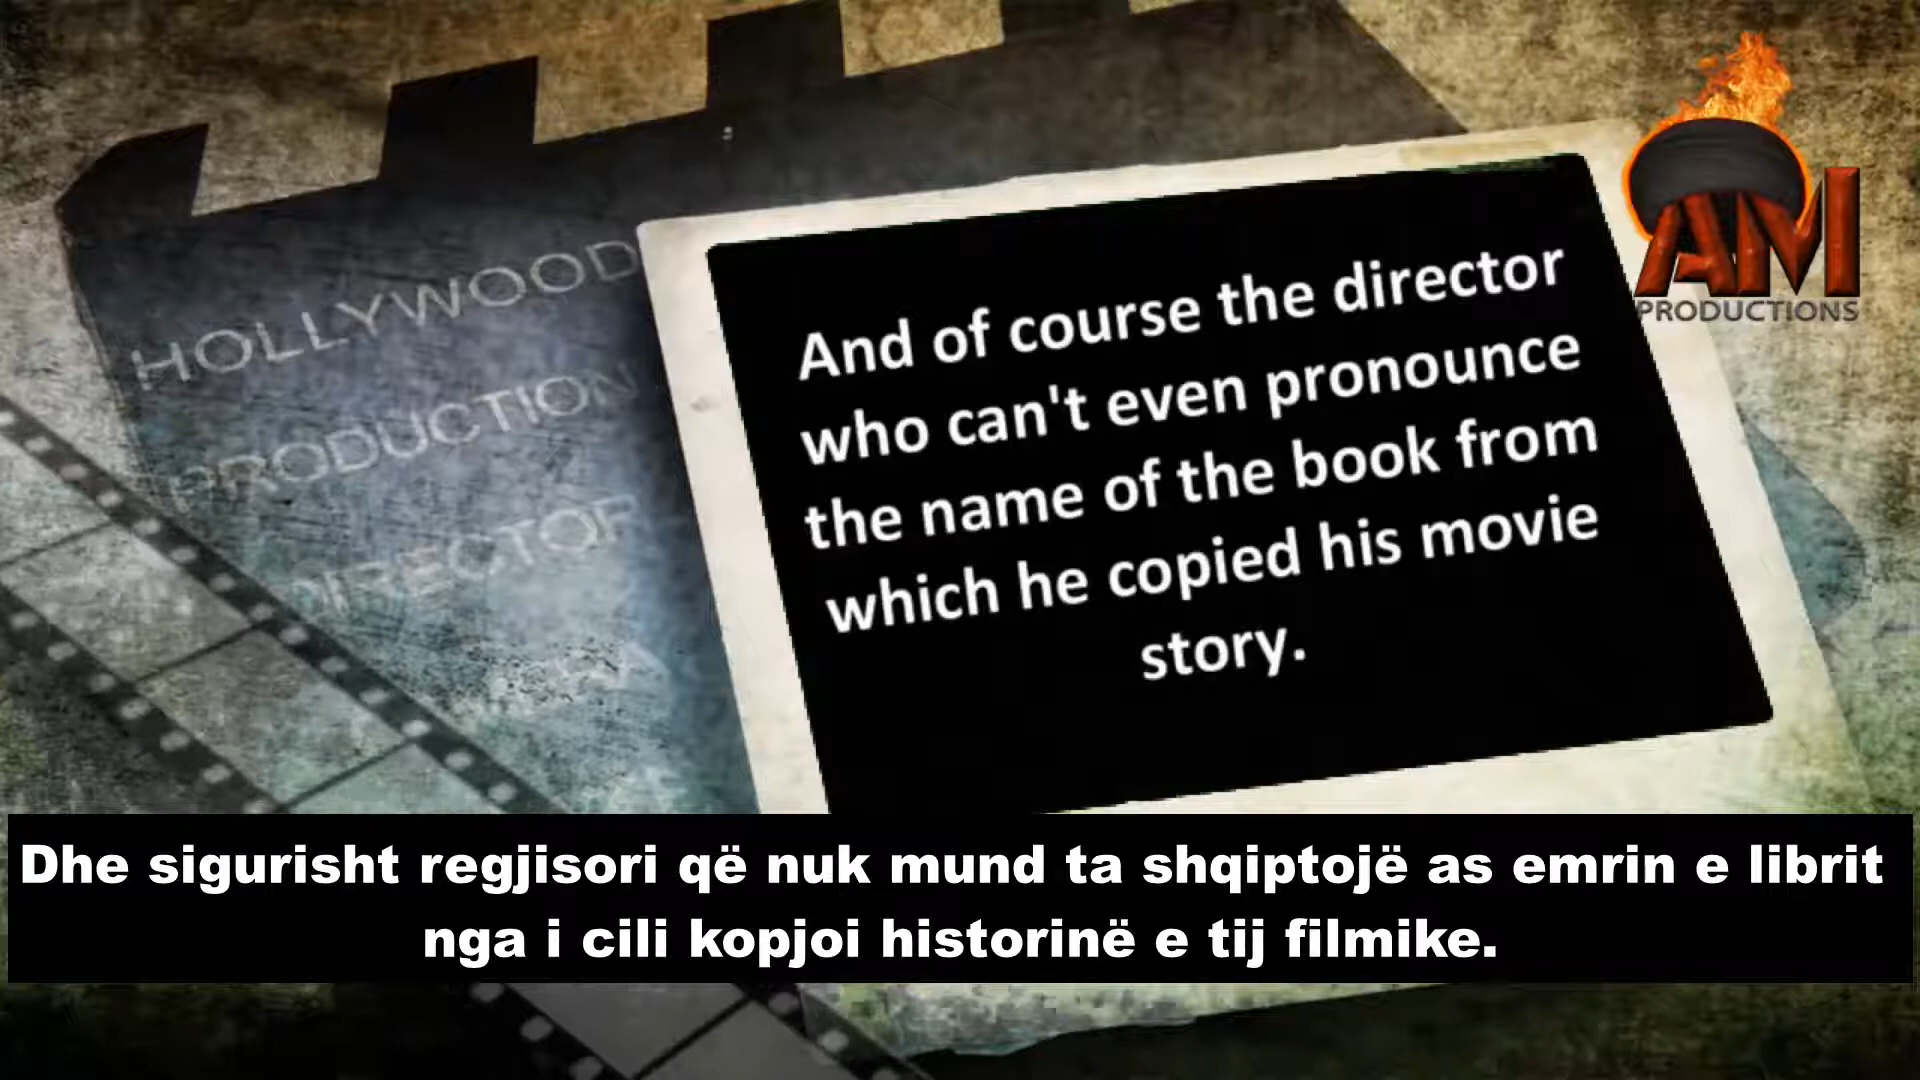 HOLLYWOOD
PRODUCTION
DIRECTOR
And of course the director
who can't even pronounce
the name of the book from
which he copied his movie
story.
AM
PRODUCTIONS
Dhe sigurisht regjisori që nuk mund ta shqiptojë as emrin e librit
nga i cili kopjoi historinë e tij filmike.